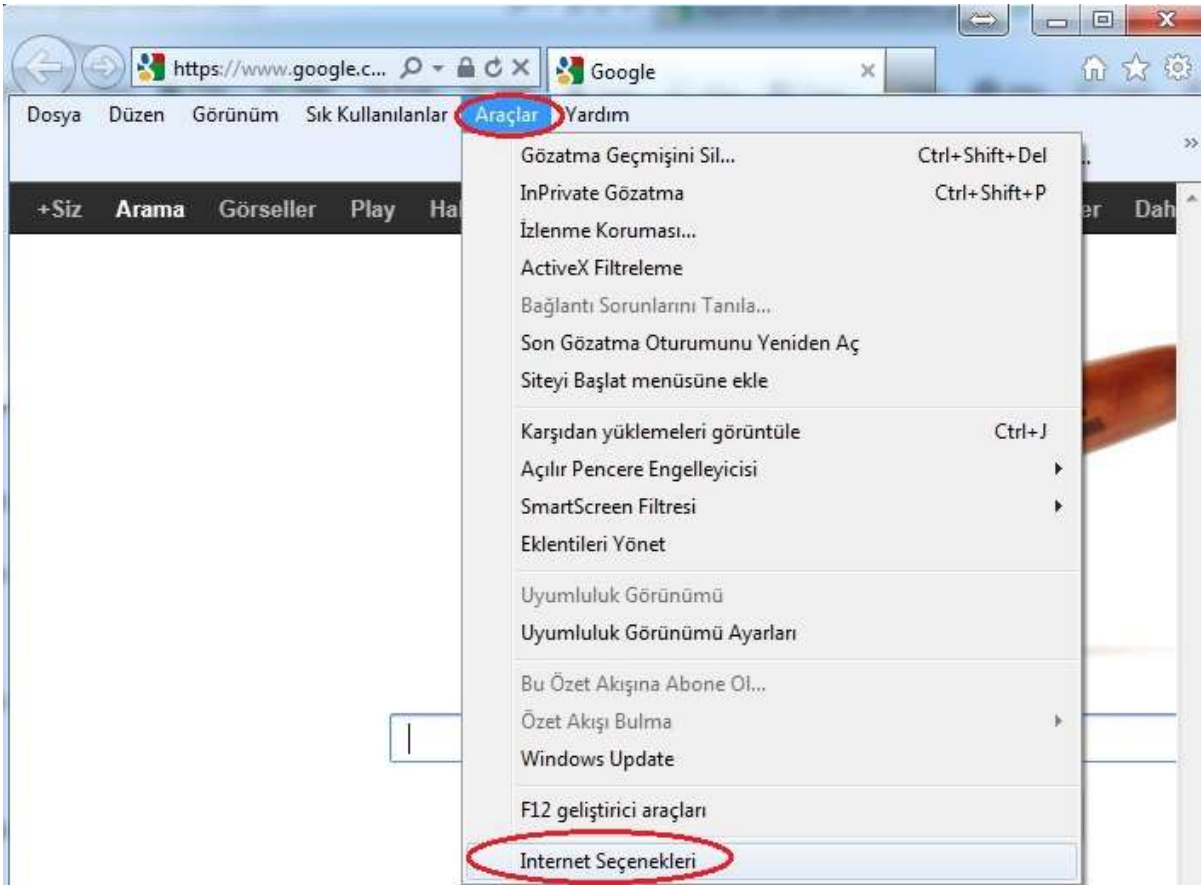 https://www.google.c...
Google
Dosya Düzen Görünüm Sık Kullanılanlar Araçlar Yardım
Gözatma Geçmişini Sil... Ctrl+Shift+Del
InPrivate Gözatma Ctrl+Shift+P
+Siz Arama Görseller Play
İzlenme Koruması...
ActiveX Filtreleme
Bağlantı Sorunlarını Tanıla...
Son Gözatma Oturumunu Yeniden Aç
Siteyi Başlat menüsüne ekle
Karşıdan yüklemeleri görüntüle Ctrl+J
Açılır Pencere Engelleyicisi
SmartScreen Filtresi
Eklentileri Yönet
Uyumluluk Görünümü
Uyumluluk Görünümü Ayarları
Bu Özet Akışına Abone Ol...
Özet Akışı Bulma
Windows Update
F12 geliştirici araçları
Internet Seçenekleri